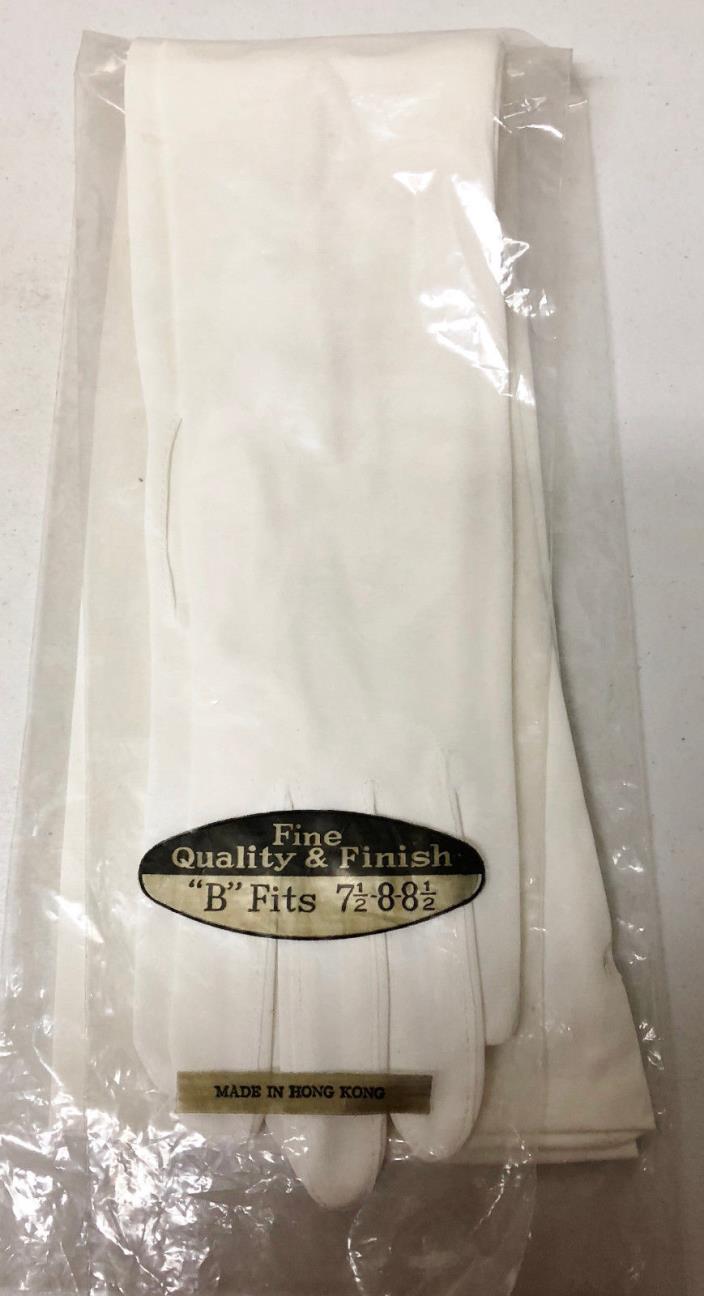 Fine
Quality & Finish
“B” Fits 7½-8-8½
MADE IN HONG KONG